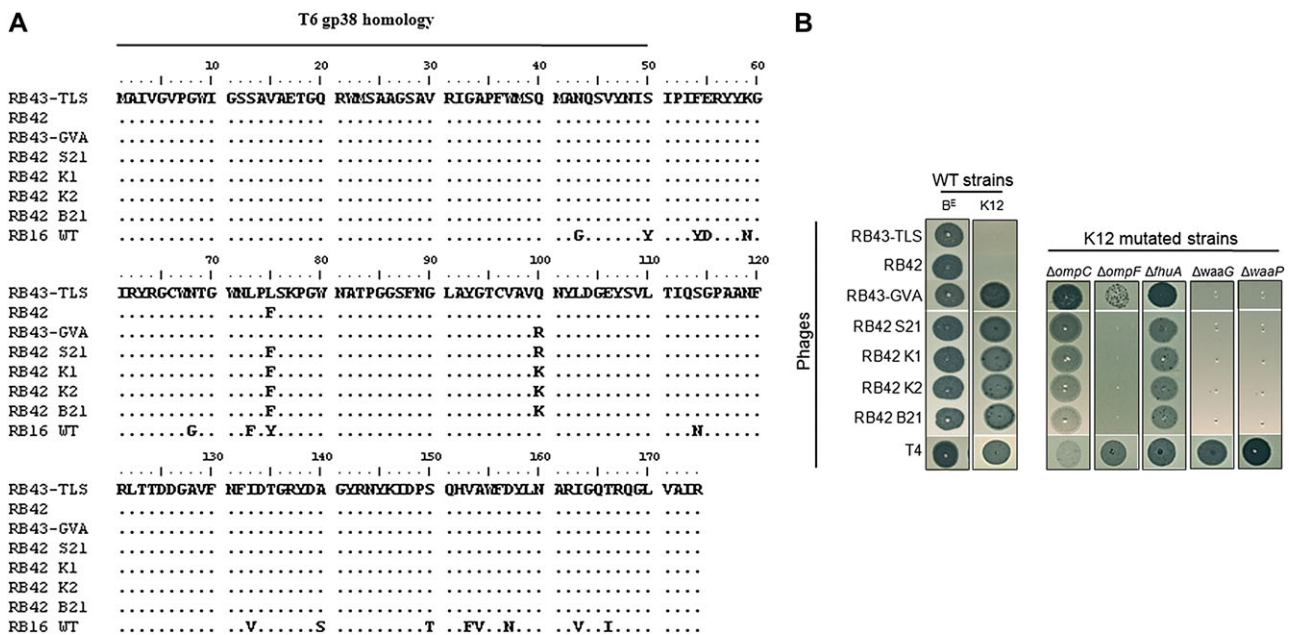 A
T6 gp38 homology
10 20 30 40 50 60
RB43-TLS MAIVGVPGWI GSSAVAETGQ RWMSAAGSAV RIGAPFWMSQ MANQSVYNIS IPIFERYYKG
RB42 .......... .......... .......... .......... .......... ..........
RB43-GVA .......... .......... .......... .......... .......... ..........
RB42 S21 .......... .......... .......... .......... .......... ..........
RB42 K1 .......... .......... .......... .......... .......... ..........
RB42 K2 .......... .......... .......... .......... .......... ..........
RB42 B21 .......... .......... .......... .......... .......... ..........
RB16 WT .......... .......... .......... .......... ..G......Y ...YD...N.
70 80 90 100 110 120
RB43-TLS IRYRGCWNTG WNLPLSKPGW NATPGGSFNG LAYGTCVAVQ NYLDGEYSVL TIQSGPAANF
RB42 .......... ....F..... .......... .......... .......... ..........
RB43-GVA .......... .......... .......... .........R .......... ..........
RB42 S21 .......... ....F..... .......... .........R .......... ..........
RB42 K1 .......... ....F..... .......... .........K .......... ..........
RB42 K2 .......... ....F..... .......... .........K .......... ..........
RB42 B21 .......... ....F..... .......... .........K .......... ..........
RB16 WT .......G.. ..F.Y..... .......... .......... .......... ...N......
130 140 150 160 170
RB43-TLS RLTTDDGAVF NFIDTGRYDA GYRNYKIDPS QHVAWFDYLN ARIGQTRQGL VAIR
RB42 .......... .......... .......... .......... .......... ....
RB43-GVA .......... .......... .......... .......... .......... ....
RB42 S21 .......... .......... .......... .......... .......... ....
RB42 K1 .......... .......... .......... .......... .......... ....
RB42 K2 .......... .......... .......... .......... .......... ....
RB42 B21 .......... .......... .......... .......... .......... ....
RB16 WT .......... ..V......S .........T ..FV..N... ..V..T.... ....
B
WT strains
B^E K12
K12 mutated strains
ΔompC ΔompF ΔfhuA ΔwaaG ΔwaaP
Phages
RB43-TLS
RB42
RB43-GVA
RB42 S21
RB42 K1
RB42 K2
RB42 B21
T4